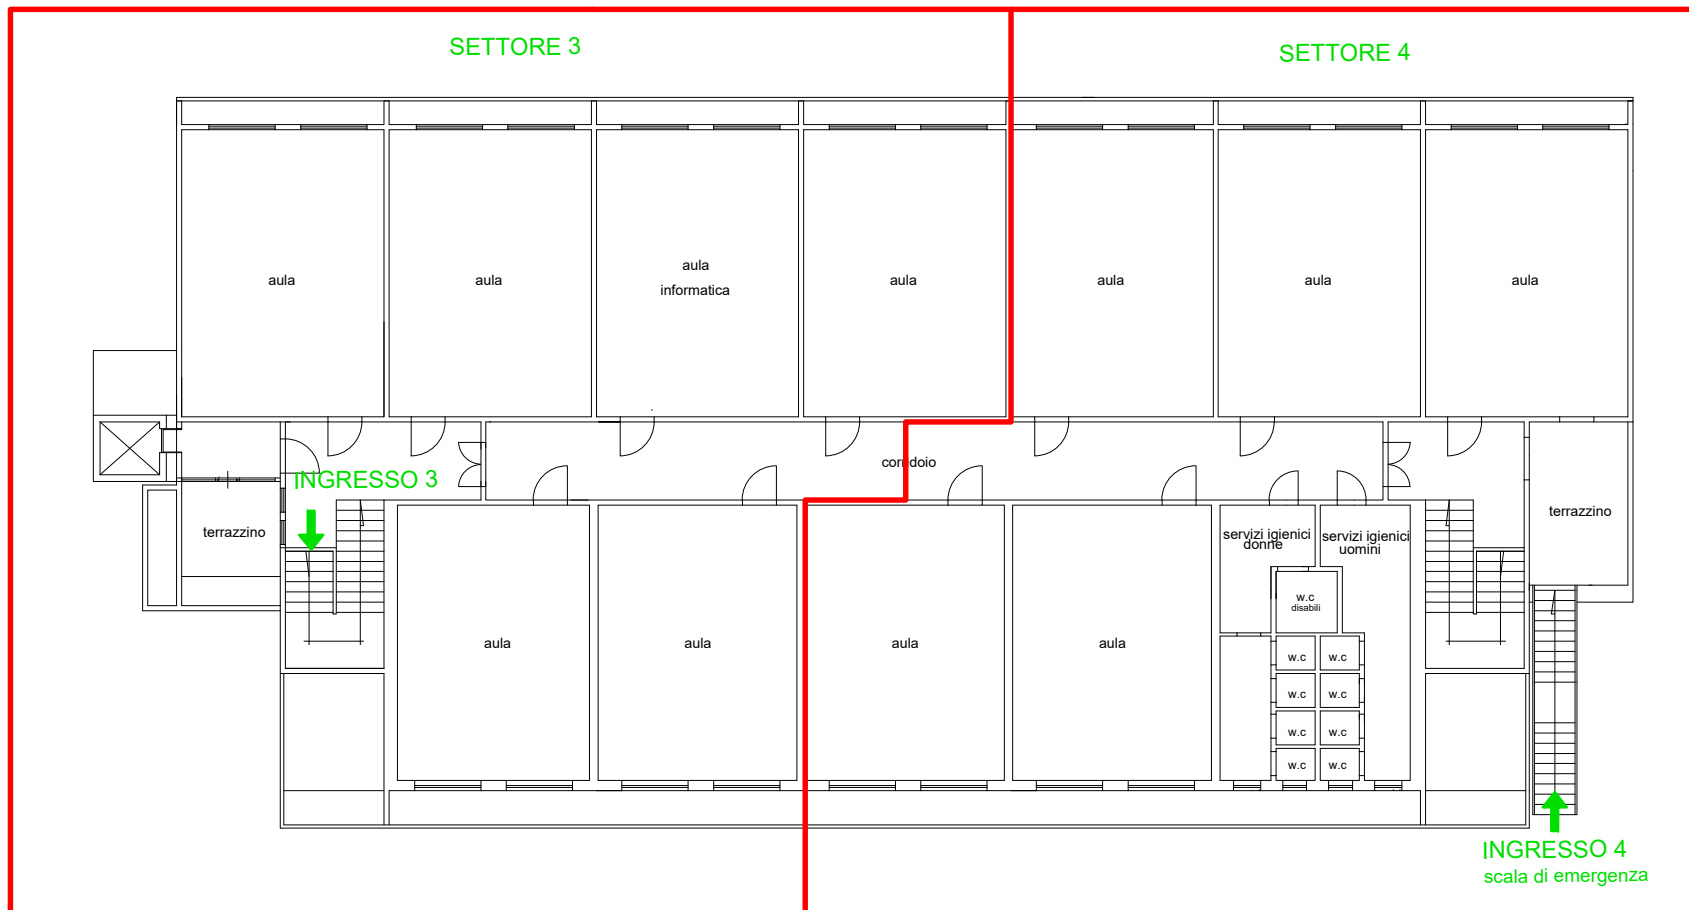 SETTORE 3
SETTORE 4
aula
aula
aula
informatica
aula
aula
aula
aula
corridoio
INGRESSO 3
terrazzino
terrazzino
servizi igienici
donne
servizi igienici
uomini
w.c
disabili
aula
aula
aula
aula
w.c
w.c
w.c
w.c
w.c
w.c
w.c
w.c
INGRESSO 4
scala di emergenza